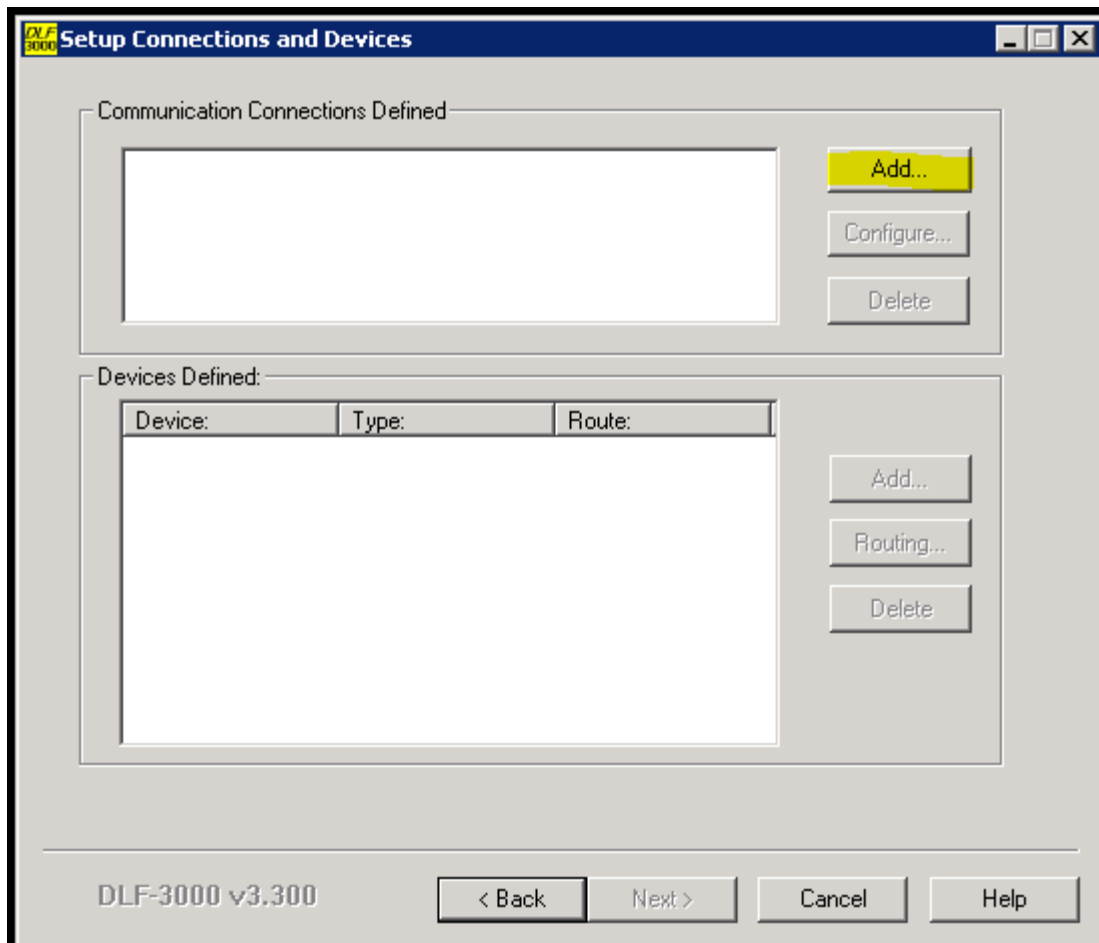 DLF
3000 Setup Connections and Devices
Communication Connections Defined
Add...
Configure...
Delete
Devices Defined:
Device: Type: Route:
Add...
Routing...
Delete
DLF-3000 v3.300 < Back Next > Cancel Help